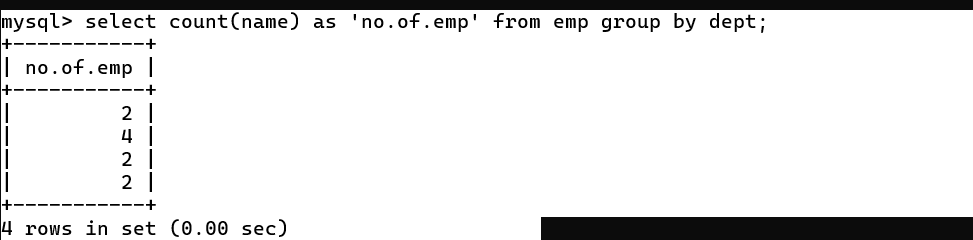 mysql> select count(name) as 'no.of.emp' from emp group by dept;
+-----------+
| no.of.emp |
+-----------+
|         2 |
|         4 |
|         2 |
|         2 |
+-----------+
4 rows in set (0.00 sec)